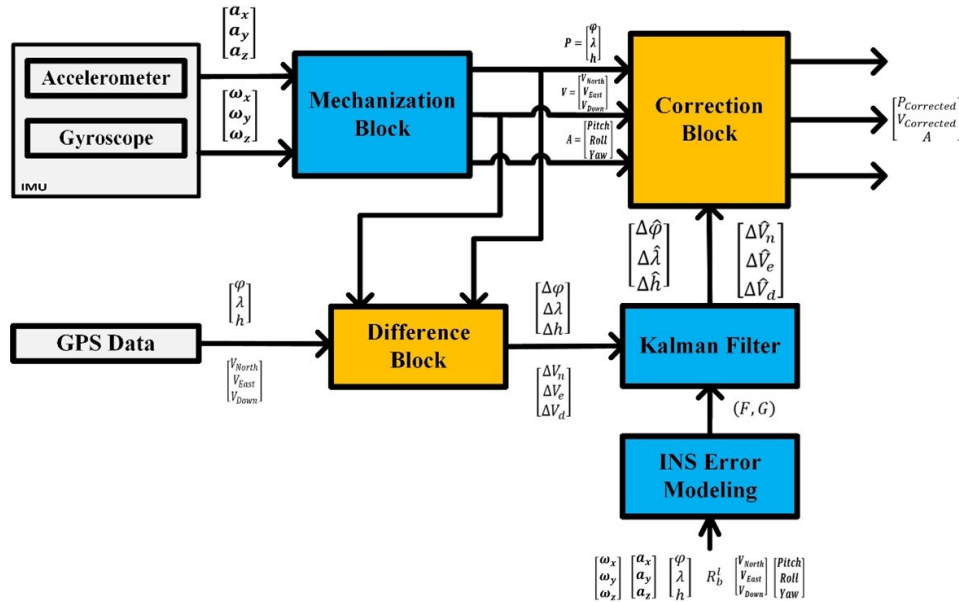 [a_x a_y a_z]
Accelerometer
[ω_x ω_y ω_z]
Gyroscope
IMU
Mechanization
Block
P = [φ λ h]
V = [V_North V_East V_Down]
A = [Pitch Roll Yaw]
Correction
Block
[P_Corrected V_Corrected A]
[Δφ̂ Δλ̂ Δĥ]
[ΔV̂_n ΔV̂_e ΔV̂_d]
[φ λ h]
GPS Data
[V_North V_East V_Down]
Difference
Block
[Δφ Δλ Δh]
[ΔV_n ΔV_e ΔV_d]
Kalman Filter
(F, G)
INS Error
Modeling
[ω_x ω_y ω_z] [a_x a_y a_z] [φ λ h] R_b^l [V_North V_East V_Down] [Pitch Roll Yaw]